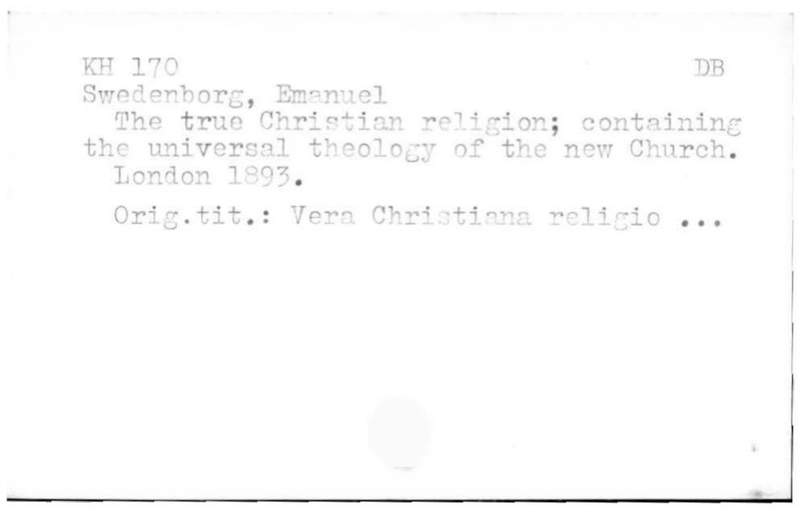 KH 170 DB
Swedenborg, Emanuel
The true Christian religion; containing
the universal theology of the new Church.
London 1893.
Orig.tit.: Vera Christiana religio ...